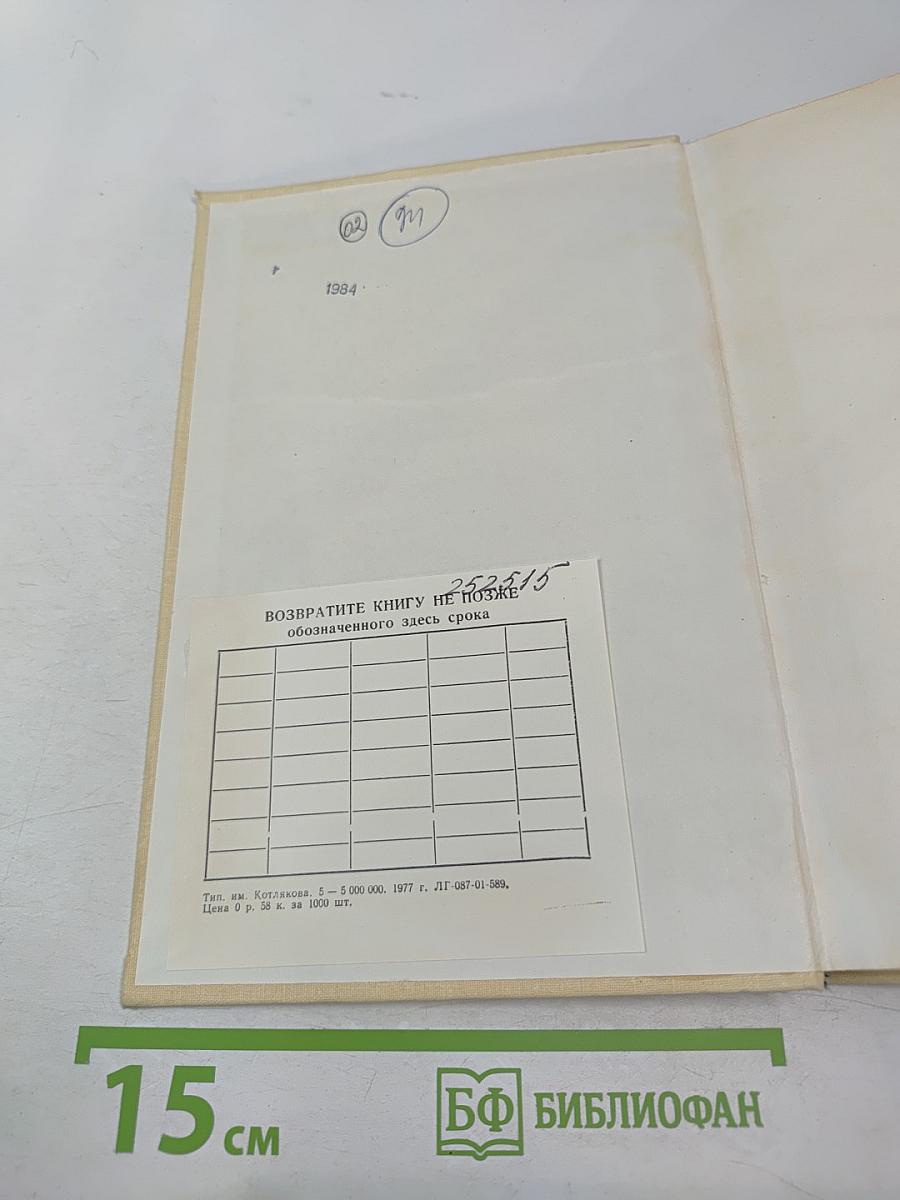 02
1984
252515
ВОЗВРАТИТЕ КНИГУ НЕ ПОЗЖЕ
обозначенного здесь срока
Тип. им. Котлякова. 5 — 5 000 000. 1977 г. ЛГ-087-01-589.
Цена 0 р. 58 к. за 1000 шт.
15 см
БФ БИБЛИОФАН